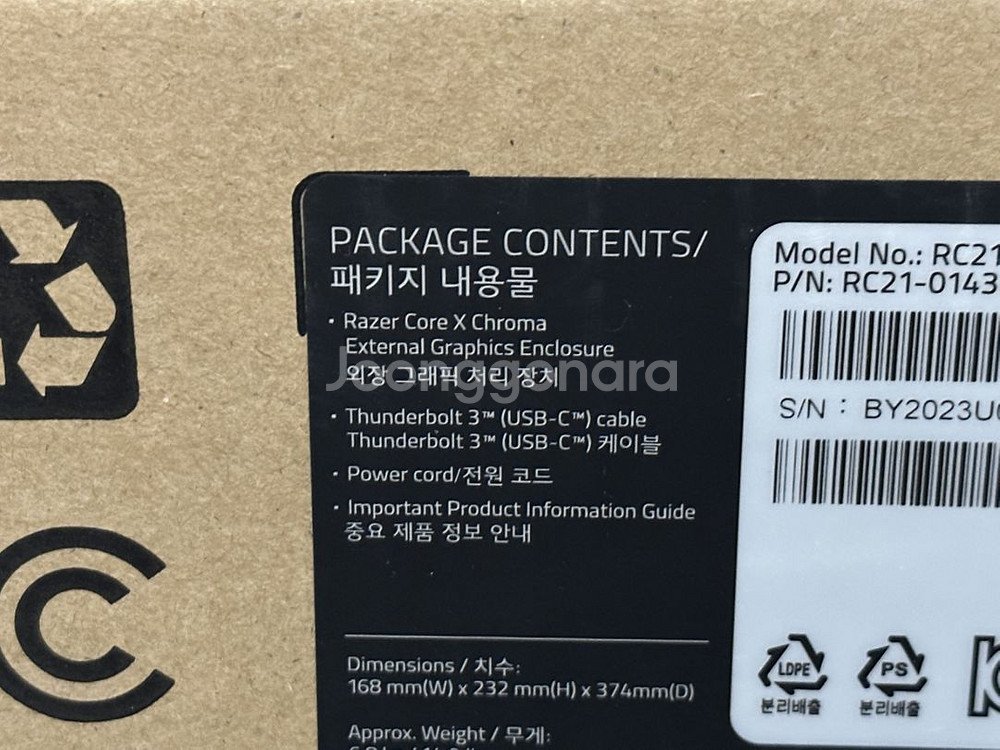 PACKAGE CONTENTS/
패키지 내용물
· Razer Core X Chroma
External Graphics Enclosure
외장 그래픽 처리 장치
Joonggonara
· Thunderbolt 3™ (USB-C™) cable
Thunderbolt 3™ (USB-C™) 케이블
· Power cord/전원 코드
· Important Product Information Guide
중요 제품 정보 안내
Dimensions / 치수:
168 mm(W) x 232 mm(H) x 374mm(D)
Approx. Weight / 무게:
Model No.: RC21
P/N: RC21-0143
S/N : BY2023U
LDPE
분리배출
PS
분리배출